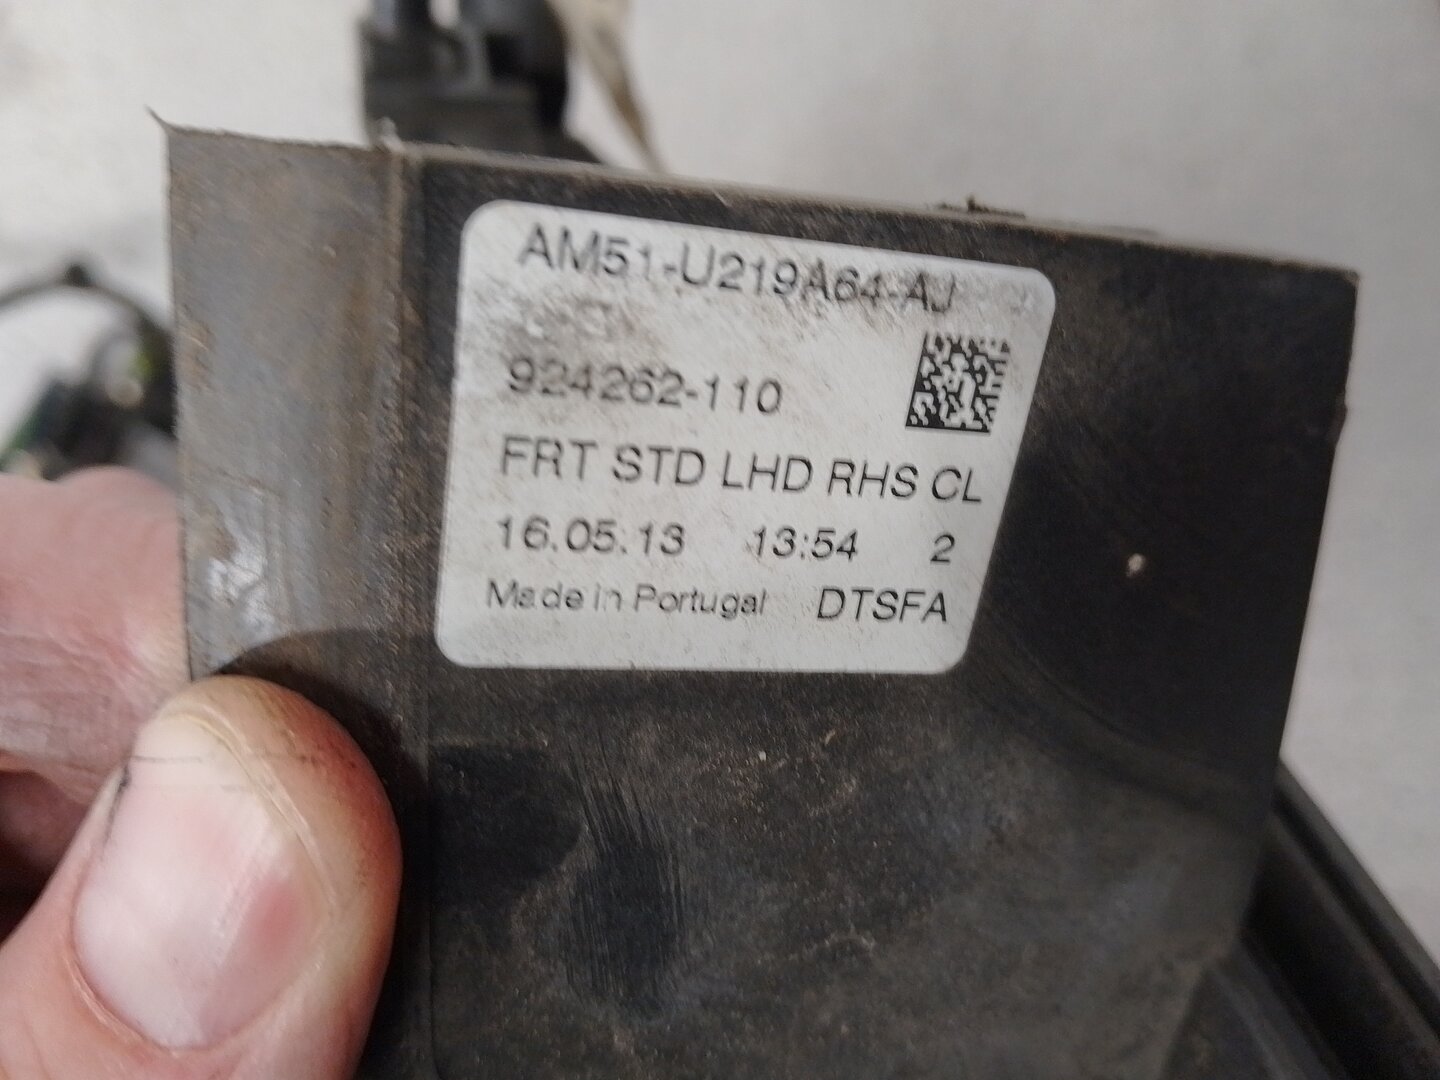 AM51-U219A64-AJ
924262-110
FRT STD LHD RHS CL
16.05.13 13:54 2
Made in Portugal DTSFA